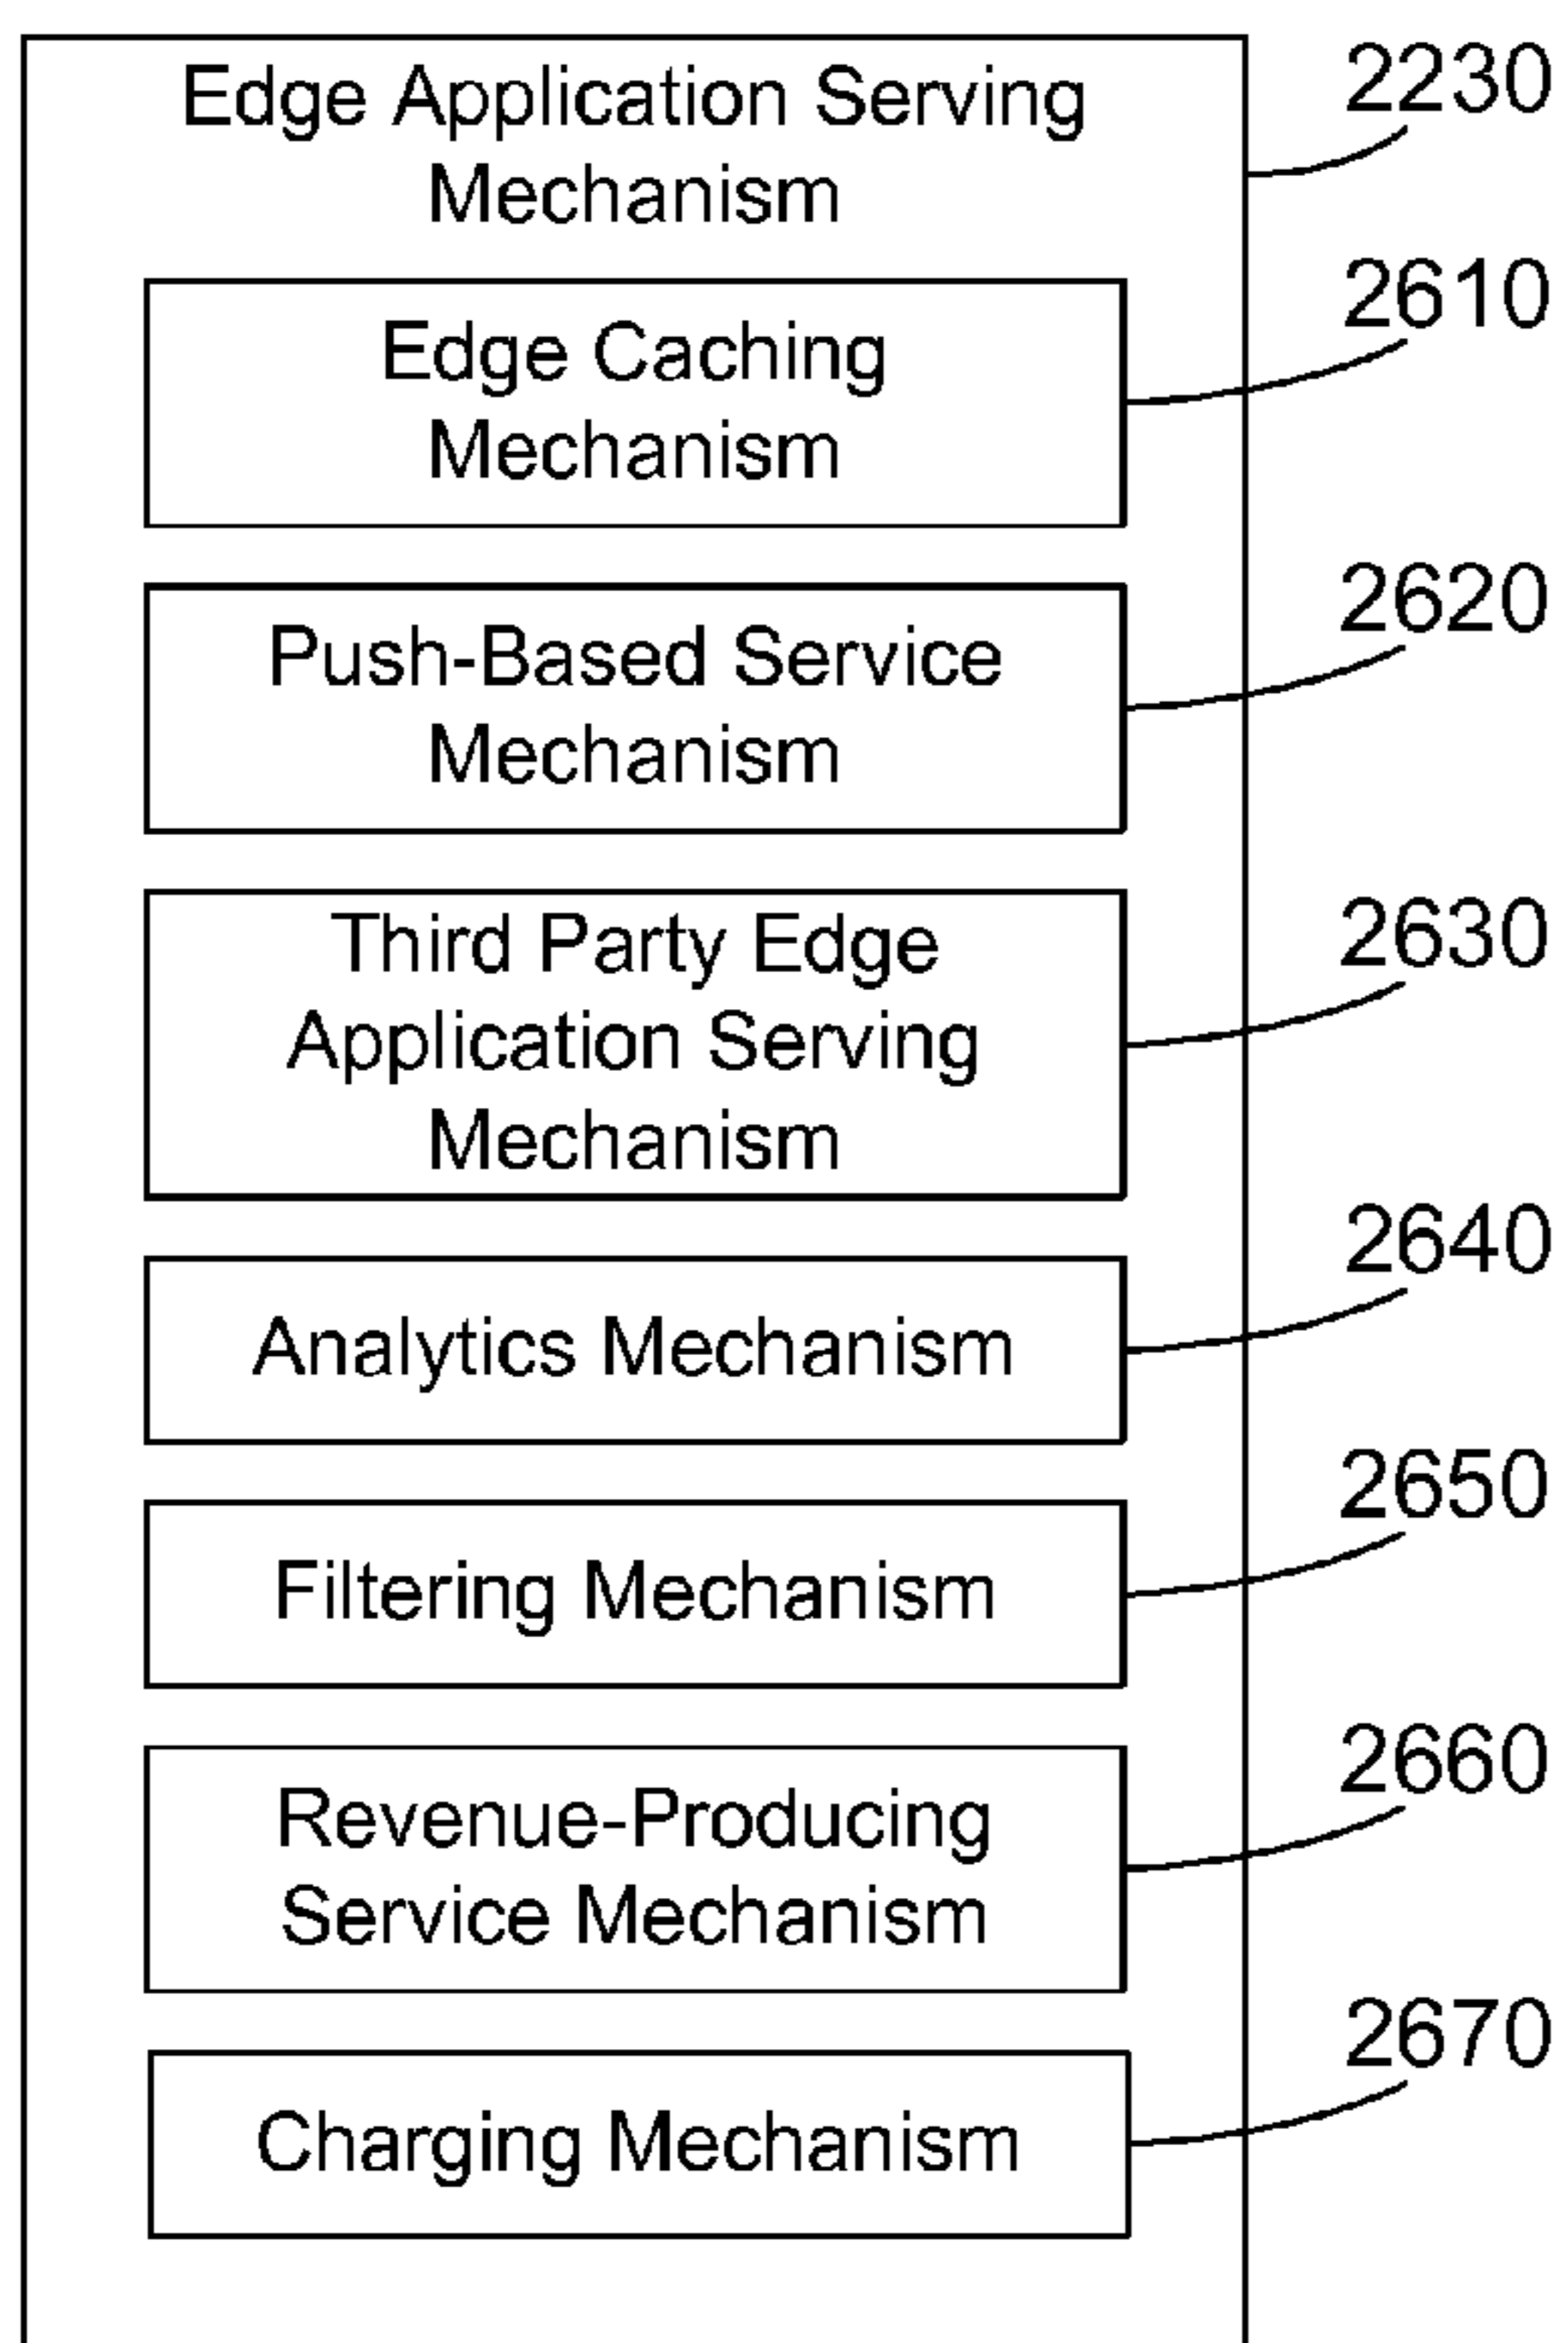 Edge Application Serving
Mechanism
2230
Edge Caching
Mechanism
2610
Push-Based Service
Mechanism
2620
Third Party Edge
Application Serving
Mechanism
2630
Analytics Mechanism
2640
Filtering Mechanism
2650
Revenue-Producing
Service Mechanism
2660
Charging Mechanism
2670